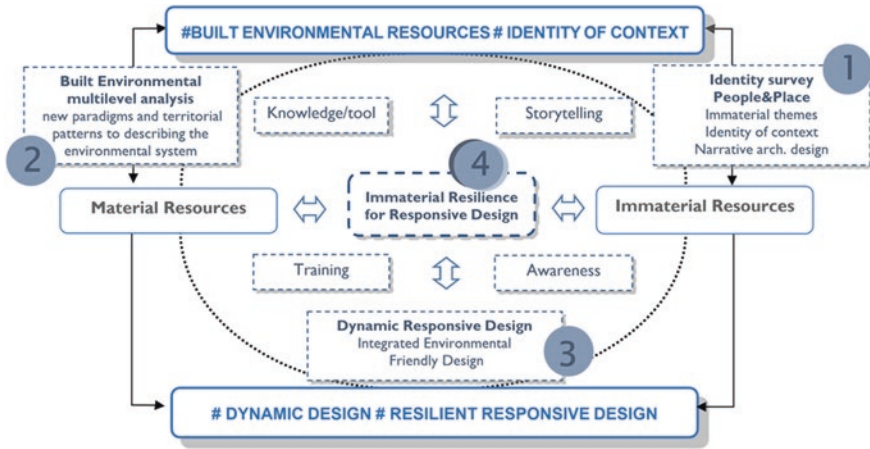 #BUILT ENVIRONMENTAL RESOURCES # IDENTITY OF CONTEXT
1
Identity survey
People&Place
Immaterial themes
Identity of context
Narrative arch. design
Built Environmental
multilevel analysis
new paradigms and territorial
patterns to describing the
environmental system
2
Knowledge/tool
Storytelling
4
Material Resources
Immaterial Resilience
for Responsive Design
Immaterial Resources
Training
Awareness
Dynamic Responsive Design
Integrated Environmental
Friendly Design
3
# DYNAMIC DESIGN # RESILIENT RESPONSIVE DESIGN